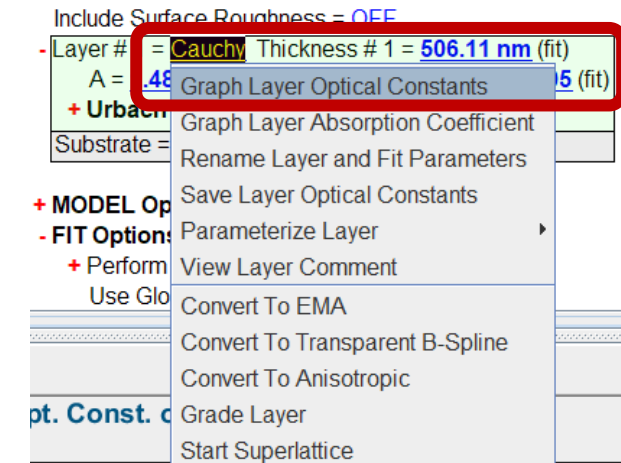 Include Surface Roughness = OFF
- Layer # = Cauchy Thickness # 1 = 506.11 nm (fit)
A = .48 5 (fit)
Graph Layer Optical Constants
+ Urbach
Graph Layer Absorption Coefficient
Substrate =
Rename Layer and Fit Parameters
Save Layer Optical Constants
+ MODEL Op
Parameterize Layer
- FIT Options
View Layer Comment
+ Perform
Use Glo
Convert To EMA
Convert To Transparent B-Spline
Convert To Anisotropic
pt. Const. o
Grade Layer
Start Superlattice